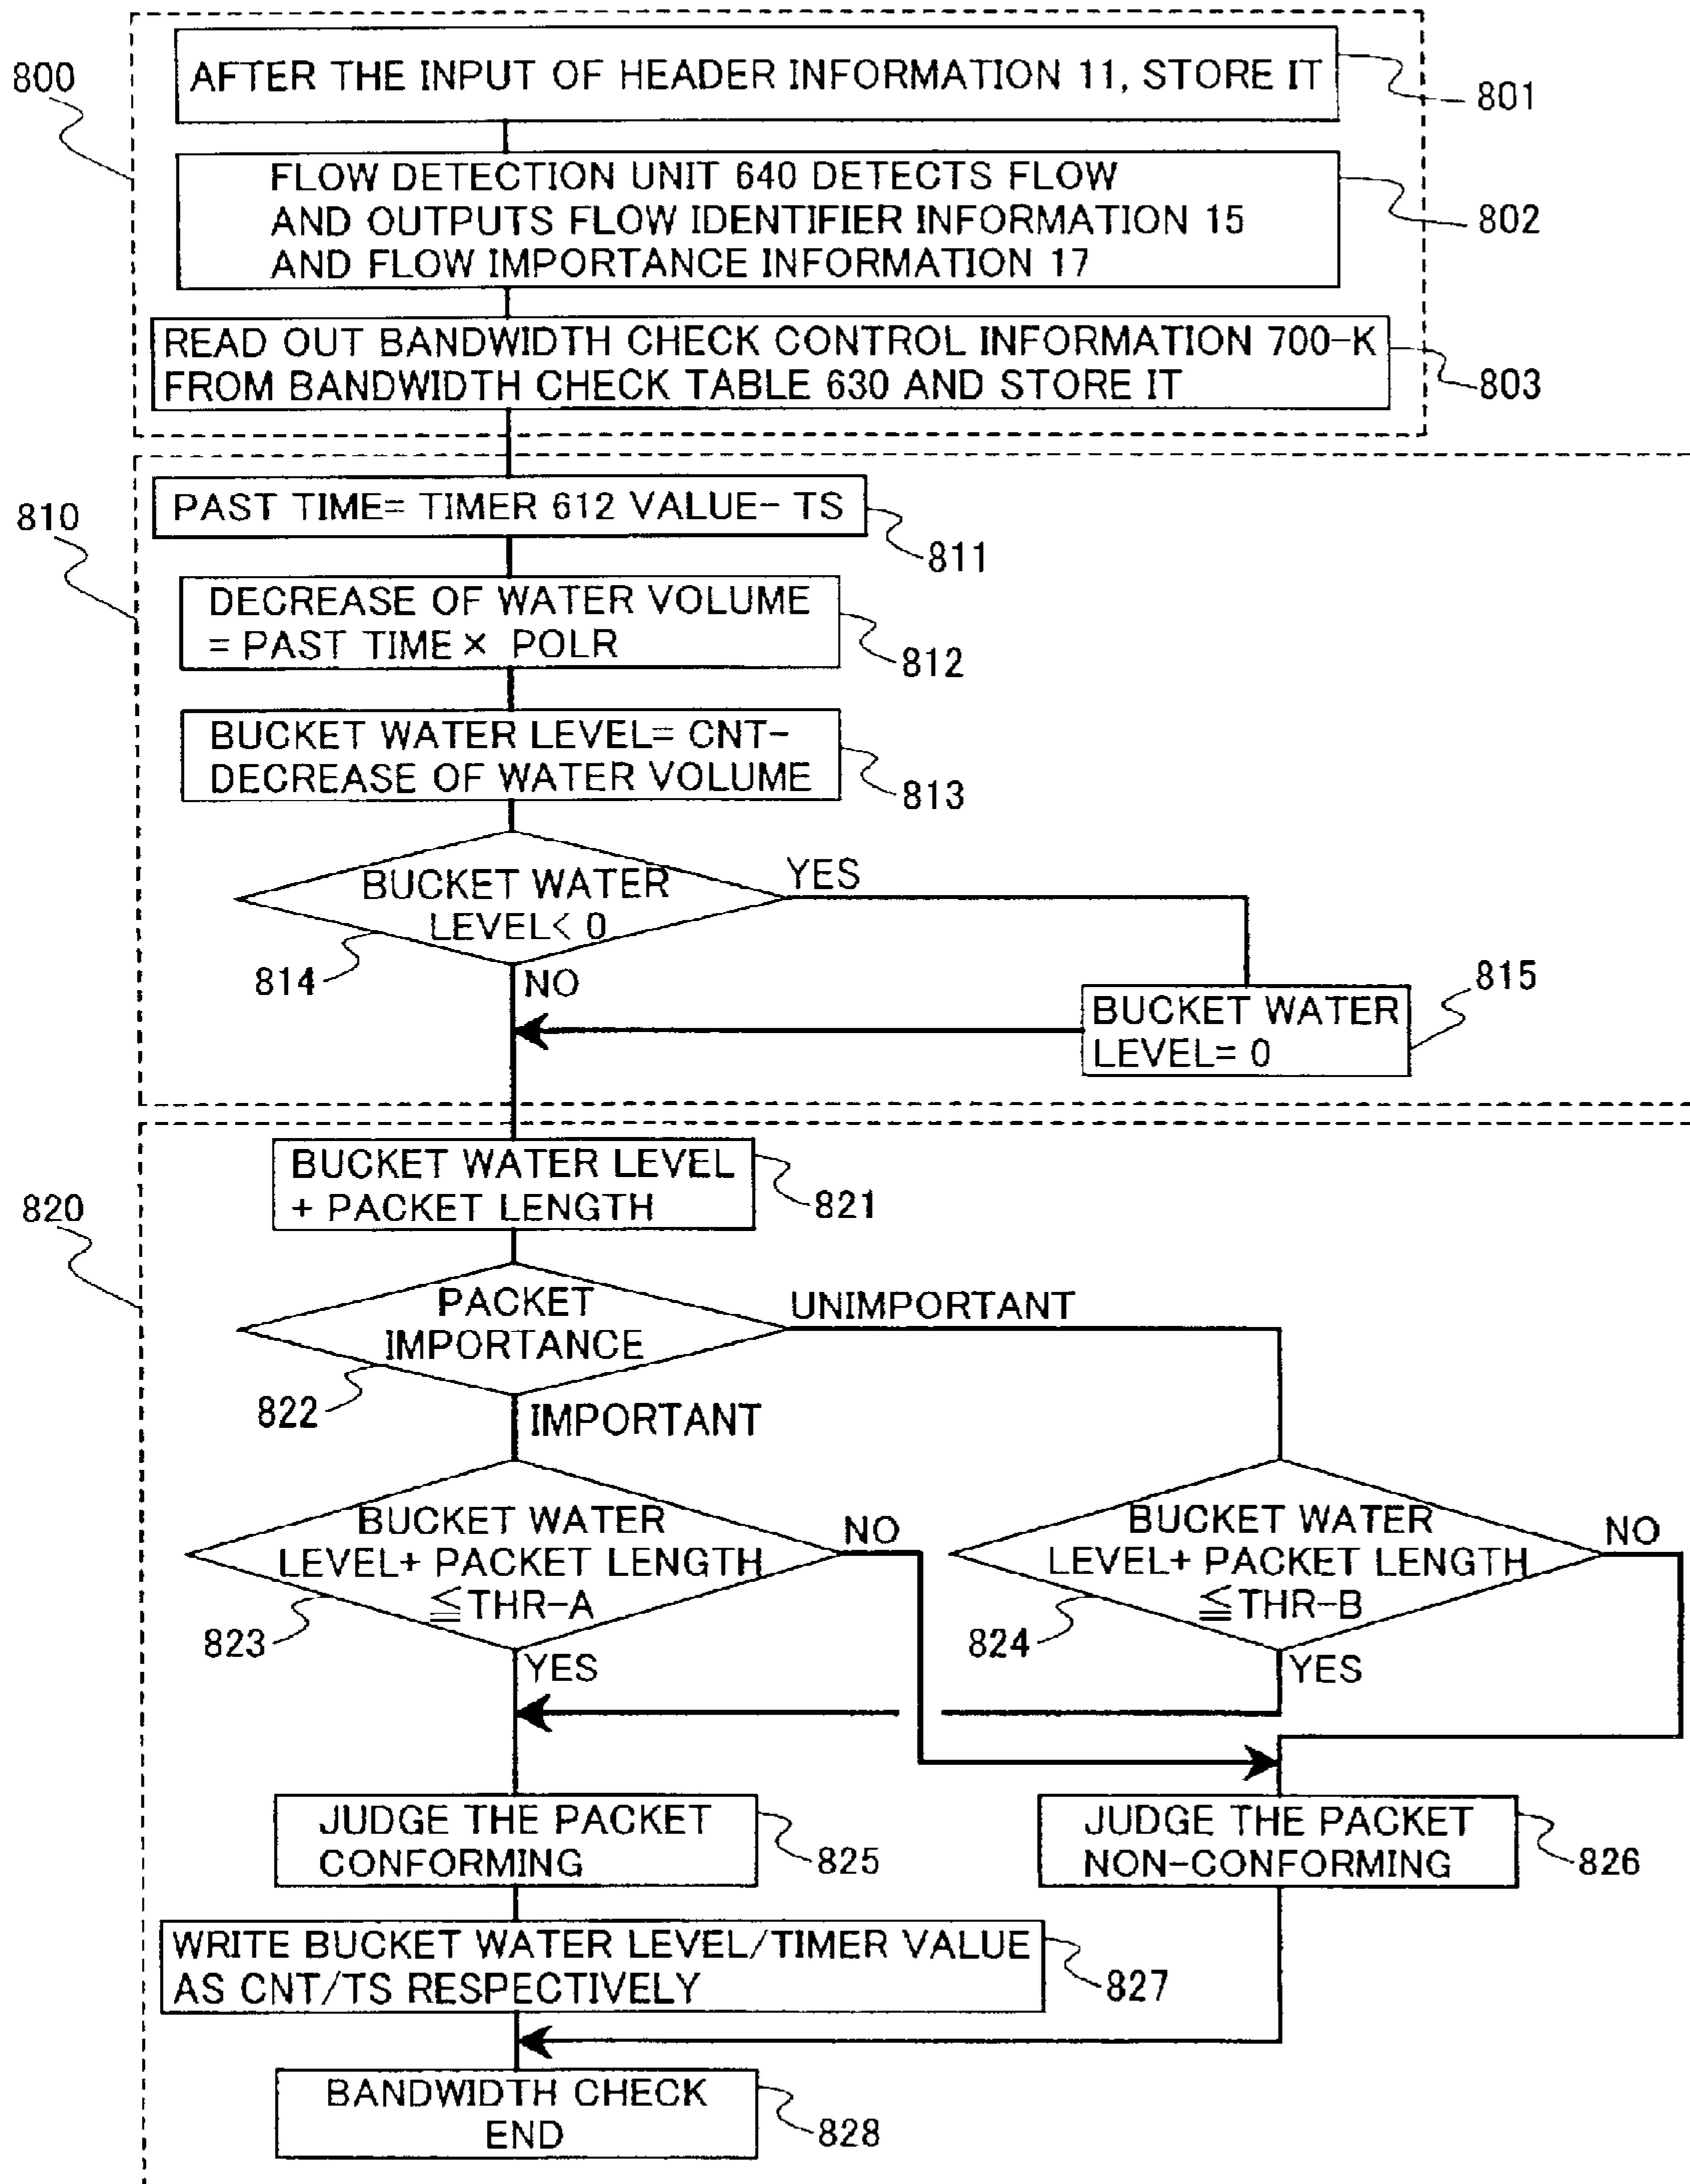 800
AFTER THE INPUT OF HEADER INFORMATION 11, STORE IT
801
FLOW DETECTION UNIT 640 DETECTS FLOW
AND OUTPUTS FLOW IDENTIFIER INFORMATION 15
AND FLOW IMPORTANCE INFORMATION 17
802
READ OUT BANDWIDTH CHECK CONTROL INFORMATION 700-K
FROM BANDWIDTH CHECK TABLE 630 AND STORE IT
803
810
PAST TIME= TIMER 612 VALUE- TS
811
DECREASE OF WATER VOLUME
= PAST TIME × POLR
812
BUCKET WATER LEVEL= CNT-
DECREASE OF WATER VOLUME
813
BUCKET WATER
LEVEL< 0
814
YES
NO
BUCKET WATER
LEVEL= 0
815
820
BUCKET WATER LEVEL
+ PACKET LENGTH
821
PACKET
IMPORTANCE
822
UNIMPORTANT
IMPORTANT
BUCKET WATER
LEVEL+ PACKET LENGTH
≦THR-A
823
NO
YES
BUCKET WATER
LEVEL+ PACKET LENGTH
≦THR-B
824
NO
YES
JUDGE THE PACKET
CONFORMING
825
JUDGE THE PACKET
NON-CONFORMING
826
WRITE BUCKET WATER LEVEL/TIMER VALUE
AS CNT/TS RESPECTIVELY
827
BANDWIDTH CHECK
END
828